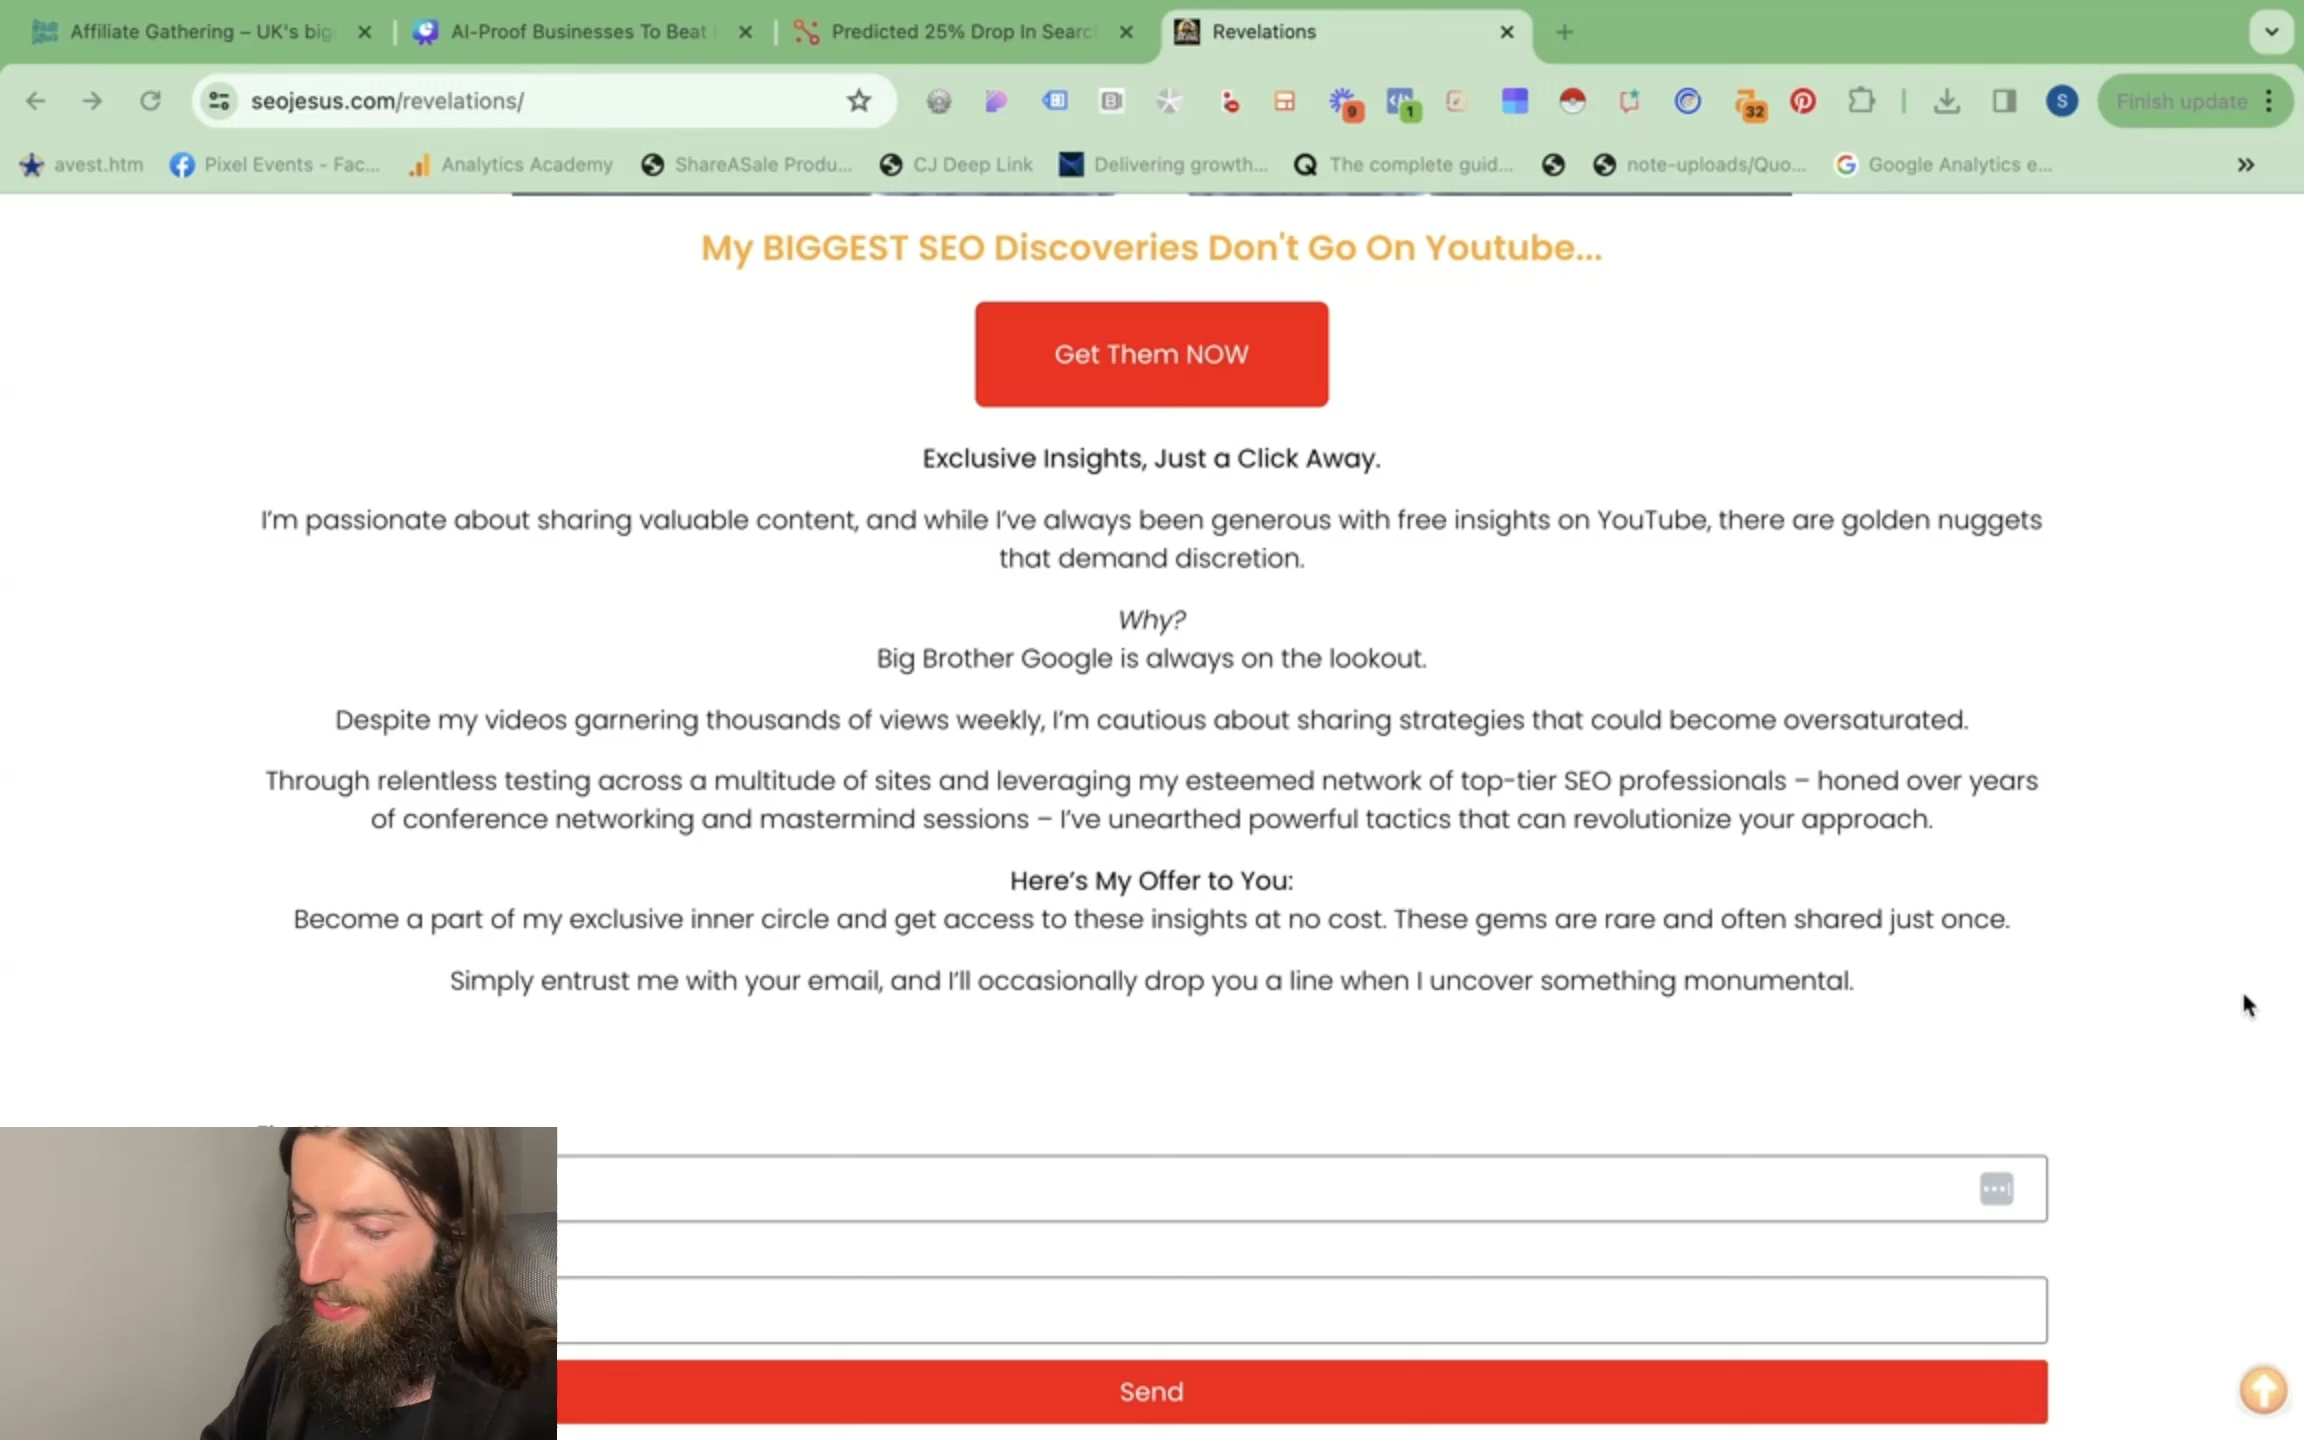 Affiliate Gathering – UK's big
AI-Proof Businesses To Beat
Predicted 25% Drop In Searc
Revelations
seojesus.com/revelations/
9
1
32
S
Finish update
avest.htm
Pixel Events - Fac...
Analytics Academy
ShareASale Produ...
CJ Deep Link
Delivering growth...
The complete guid...
note-uploads/Quo...
Google Analytics e...
My BIGGEST SEO Discoveries Don't Go On Youtube...
Get Them NOW
Exclusive Insights, Just a Click Away.
I'm passionate about sharing valuable content, and while I've always been generous with free insights on YouTube, there are golden nuggets
that demand discretion.
Why?
Big Brother Google is always on the lookout.
Despite my videos garnering thousands of views weekly, I'm cautious about sharing strategies that could become oversaturated.
Through relentless testing across a multitude of sites and leveraging my esteemed network of top-tier SEO professionals – honed over years
of conference networking and mastermind sessions – I've unearthed powerful tactics that can revolutionize your approach.
Here's My Offer to You:
Become a part of my exclusive inner circle and get access to these insights at no cost. These gems are rare and often shared just once.
Simply entrust me with your email, and I'll occasionally drop you a line when I uncover something monumental.
Send